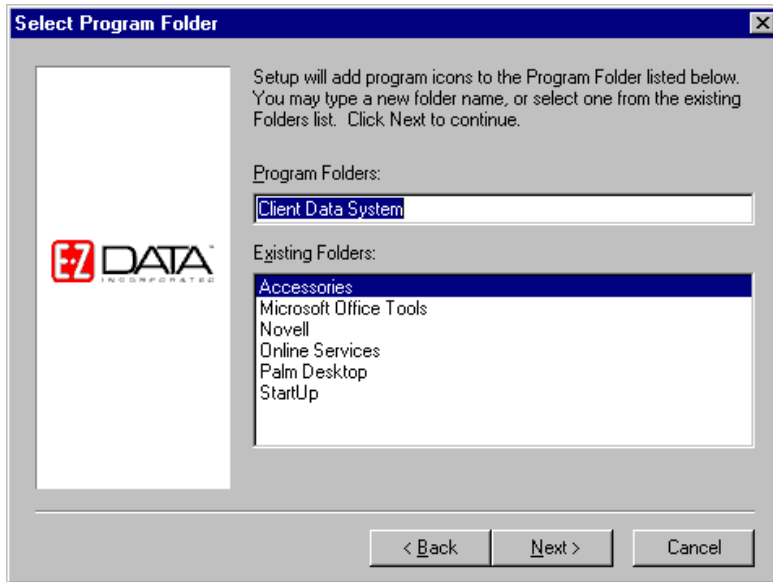 Select Program Folder
Setup will add program icons to the Program Folder listed below.
You may type a new folder name, or select one from the existing
Folders list. Click Next to continue.
Program Folders:
Client Data System
E-Z DATA™
INCORPORATED
Existing Folders:
Accessories
Microsoft Office Tools
Novell
Online Services
Palm Desktop
StartUp
< Back
Next >
Cancel